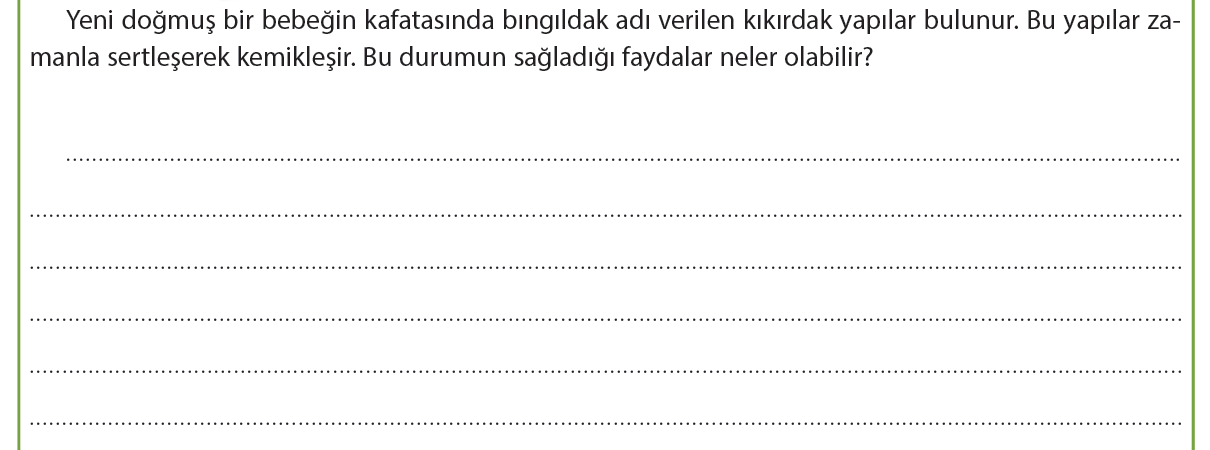 Yeni doğmuş bir bebeğin kafatasında bıngıldak adı verilen kıkırdak yapılar bulunur. Bu yapılar za-
manla sertleşerek kemikleşir. Bu durumun sağladığı faydalar neler olabilir?